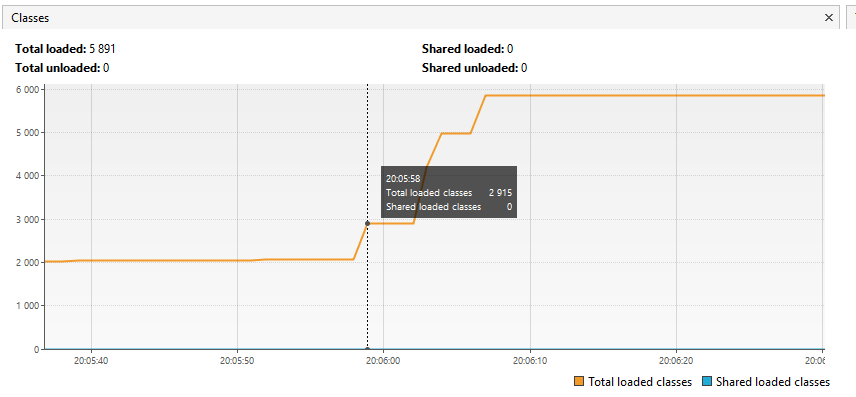 Classes
Total loaded: 5 891
Shared loaded: 0
Total unloaded: 0
Shared unloaded: 0
6 000
5 000
4 000
3 000
2 000
1 000
0
20:05:58
Total loaded classes 2 915
Shared loaded classes 0
20:05:40 20:05:50 20:06:00 20:06:10 20:06:20 20:06
Total loaded classes Shared loaded classes